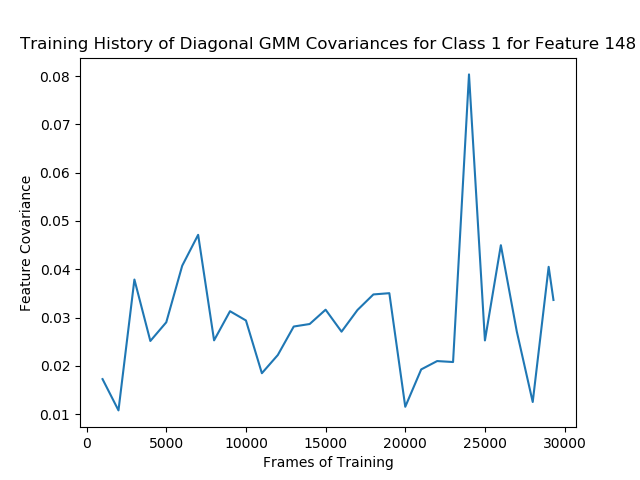 Training History of Diagonal GMM Covariances for Class 1 for Feature 148
0.08
0.07
0.06
0.05
0.04
0.03
0.02
0.01
Feature Covariance
0 5000 10000 15000 20000 25000 30000
Frames of Training